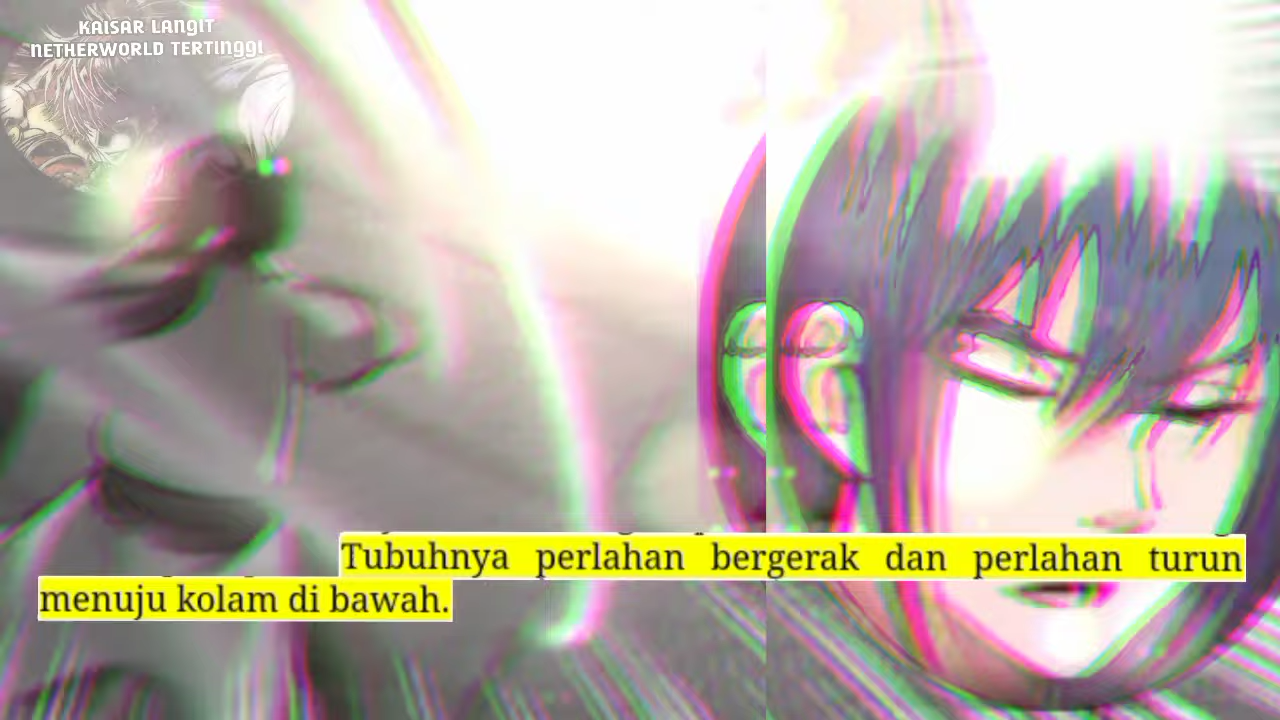 KAISAR LANGIT
NETHERWORLD TERTINGGI
Tubuhnya perlahan bergerak dan perlahan turun
menuju kolam di bawah.